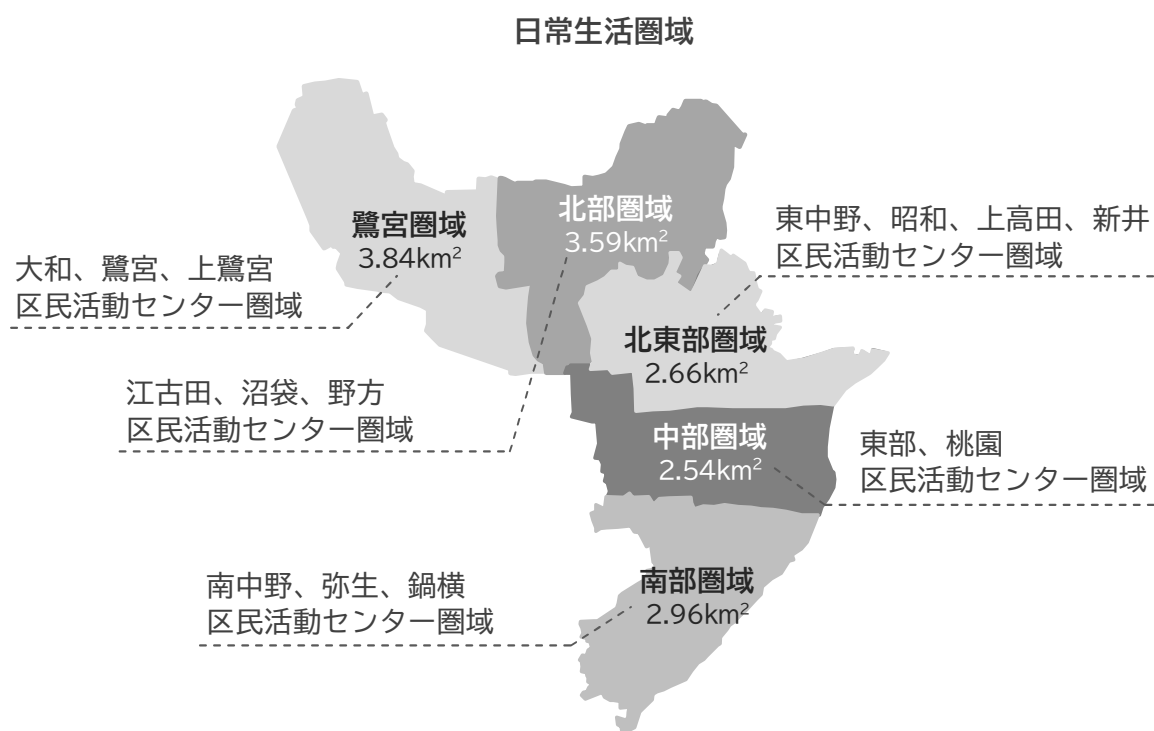 日常生活圏域
鷺宮圏域
3.84km²
北部圏域
3.59km²
東中野、昭和、上高田、新井
区民活動センター圏域
大和、鷺宮、上鷺宮
区民活動センター圏域
北東部圏域
2.66km²
江古田、沼袋、野方
区民活動センター圏域
中部圏域
2.54km²
東部、桃園
区民活動センター圏域
南中野、弥生、鍋横
区民活動センター圏域
南部圏域
2.96km²